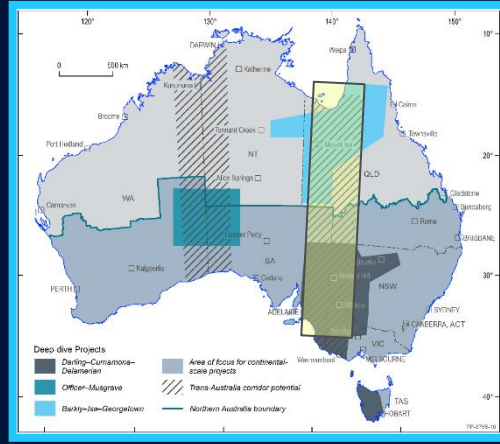 120° 130° 140° 150°
10°
DARWIN
Weipa
0 500 km
Katherine
Kununurra
Cairns
Broome
Tennant Creek
Townsville
Port Hedland
Mount Isa
NT
20°
QLD
Alice Springs
WA
Gladstone
Carnarvon
Bundaberg
Roma
Coober Pedy
BRISBANE
SA
Bourke
Kalgoorlie
Broken Hill
Ceduna
30°
NSW
PERTH
Mildura
SYDNEY
ADELAIDE
CANBERRA, ACT
Bendigo
VIC
Deep dive Projects
MELBOURNE
Warrnambool
Darling–Curnamona–
Delamerian
Area of focus for continental-
scale projects
Officer–Musgrave
Trans-Australia corridor potential
TAS
Barkly–Isa–Georgetown
Northern Australia boundary
HOBART
40°